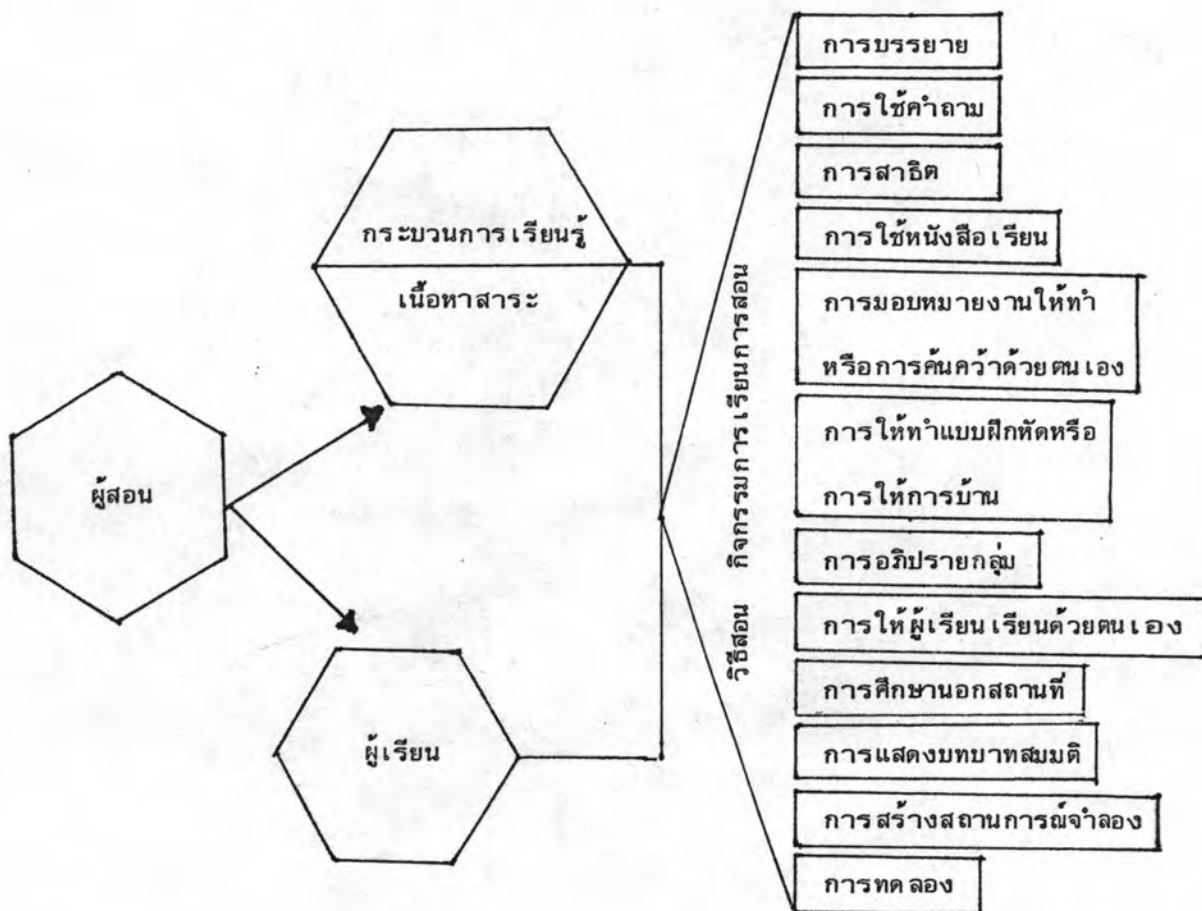 ผู้สอน
กระบวนการเรียนรู้
เนื้อหาสาระ
ผู้เรียน
วิธีสอน กิจกรรมการเรียนการสอน
การบรรยาย
การใช้คำถาม
การสาธิต
การใช้หนังสือเรียน
การมอบหมายงานให้ทำ
หรือการค้นคว้าด้วยตนเอง
การให้ทำแบบฝึกหัดหรือ
การให้การบ้าน
การอภิปรายกลุ่ม
การให้ผู้เรียนเรียนด้วยตนเอง
การศึกษานอกสถานที่
การแสดงบทบาทสมมติ
การสร้างสถานการณ์จำลอง
การทดลอง